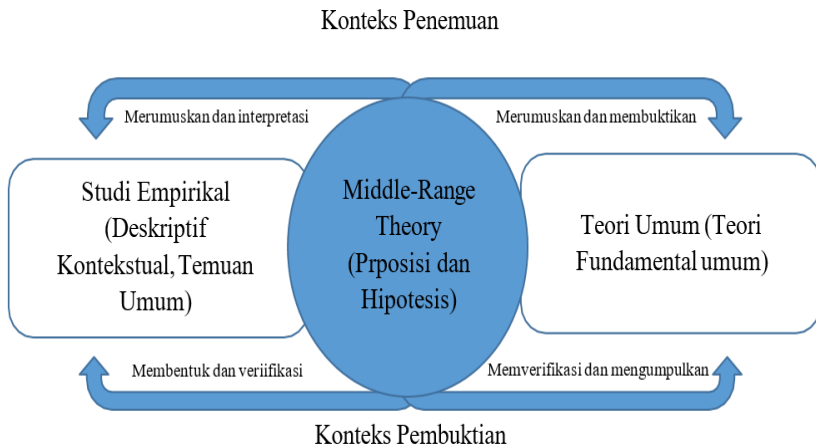 Konteks Penemuan
Merumuskan dan interpretasi
Merumuskan dan membuktikan
Studi Empirikal
(Deskriptif
Kontekstual, Temuan
Umum)
Middle-Range
Theory
(Prposisi dan
Hipotesis)
Teori Umum (Teori
Fundamental umum)
Membentuk dan veriifikasi
Memverifikasi dan mengumpulkan
Konteks Pembuktian